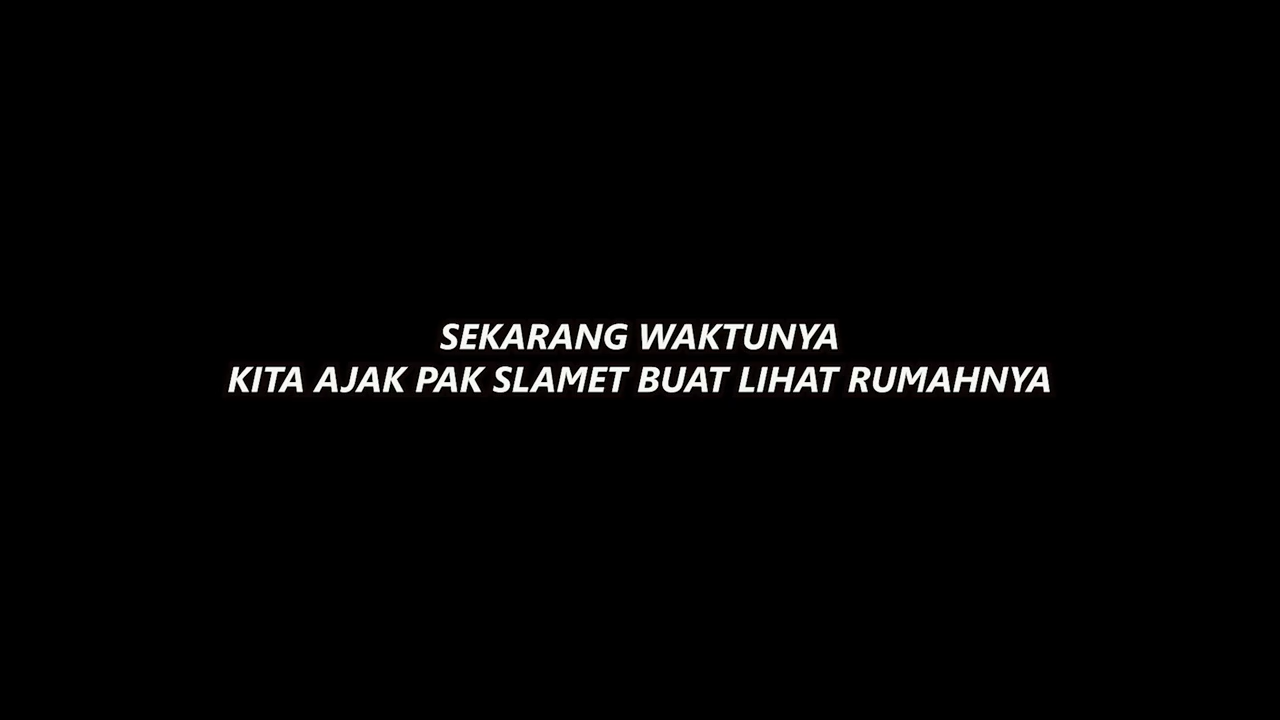 SEKARANG WAKTUNYA
KITA AJAK PAK SLAMET BUAT LIHAT RUMAHNYA